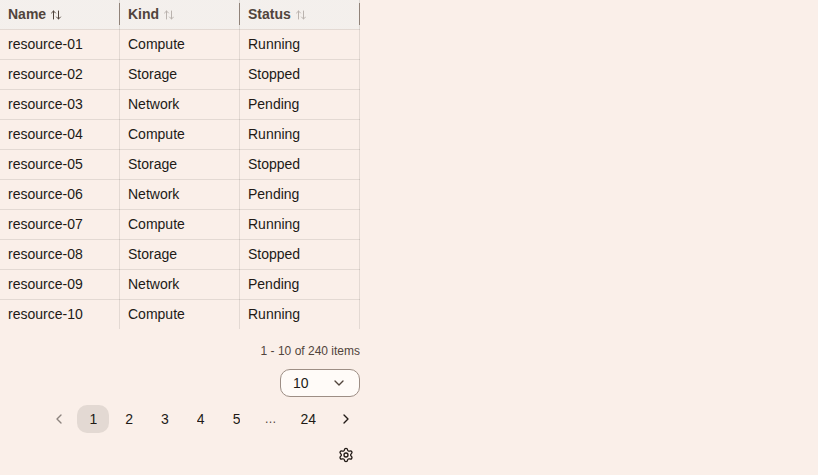 Name Kind Status
resource-01 Compute Running
resource-02 Storage Stopped
resource-03 Network Pending
resource-04 Compute Running
resource-05 Storage Stopped
resource-06 Network Pending
resource-07 Compute Running
resource-08 Storage Stopped
resource-09 Network Pending
resource-10 Compute Running
1 - 10 of 240 items
10
1 2 3 4 5 ... 24